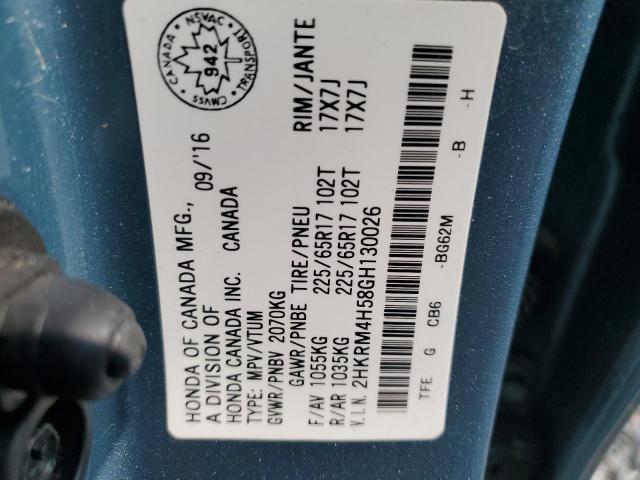 HONDA OF CANADA MFG., 09/'16
A DIVISION OF
HONDA CANADA INC. CANADA
TYPE: MPV/VTUM
GVWR/PNBV 2070KG
GAWR/PNBE TIRE/PNEU RIM/JANTE
F/AV 1055KG 225/65R17 102T 17X7J
R/AR 1035KG 225/65R17 102T 17X7J
V.I.N. 2HKRM4H58GH130026
TFE G CB6 -BG62M -B -H
CANADA NSVAC
942
CMVSS TRANSPORT